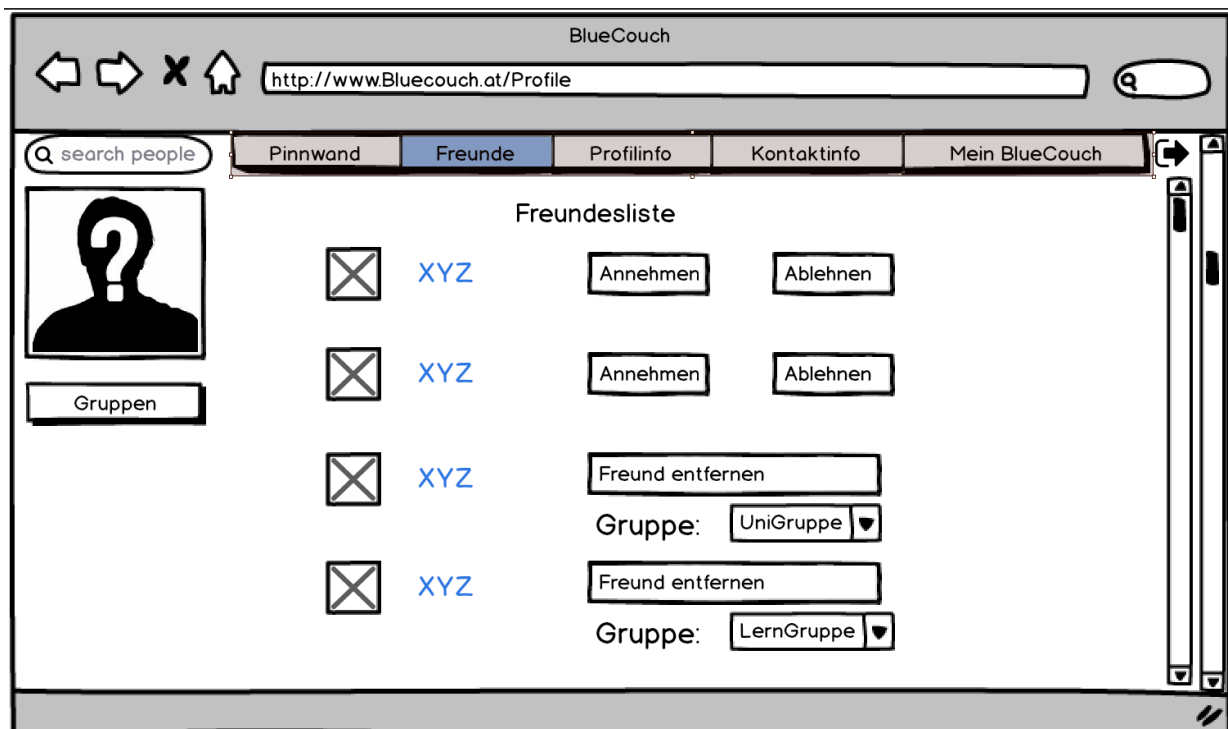 BlueCouch
http://www.Bluecouch.at/Profile
search people
Pinnwand Freunde Profilinfo Kontaktinfo Mein BlueCouch
Freundesliste
XYZ Annehmen Ablehnen
XYZ Annehmen Ablehnen
Gruppen
XYZ Freund entfernen
Gruppe: UniGruppe
XYZ Freund entfernen
Gruppe: LernGruppe